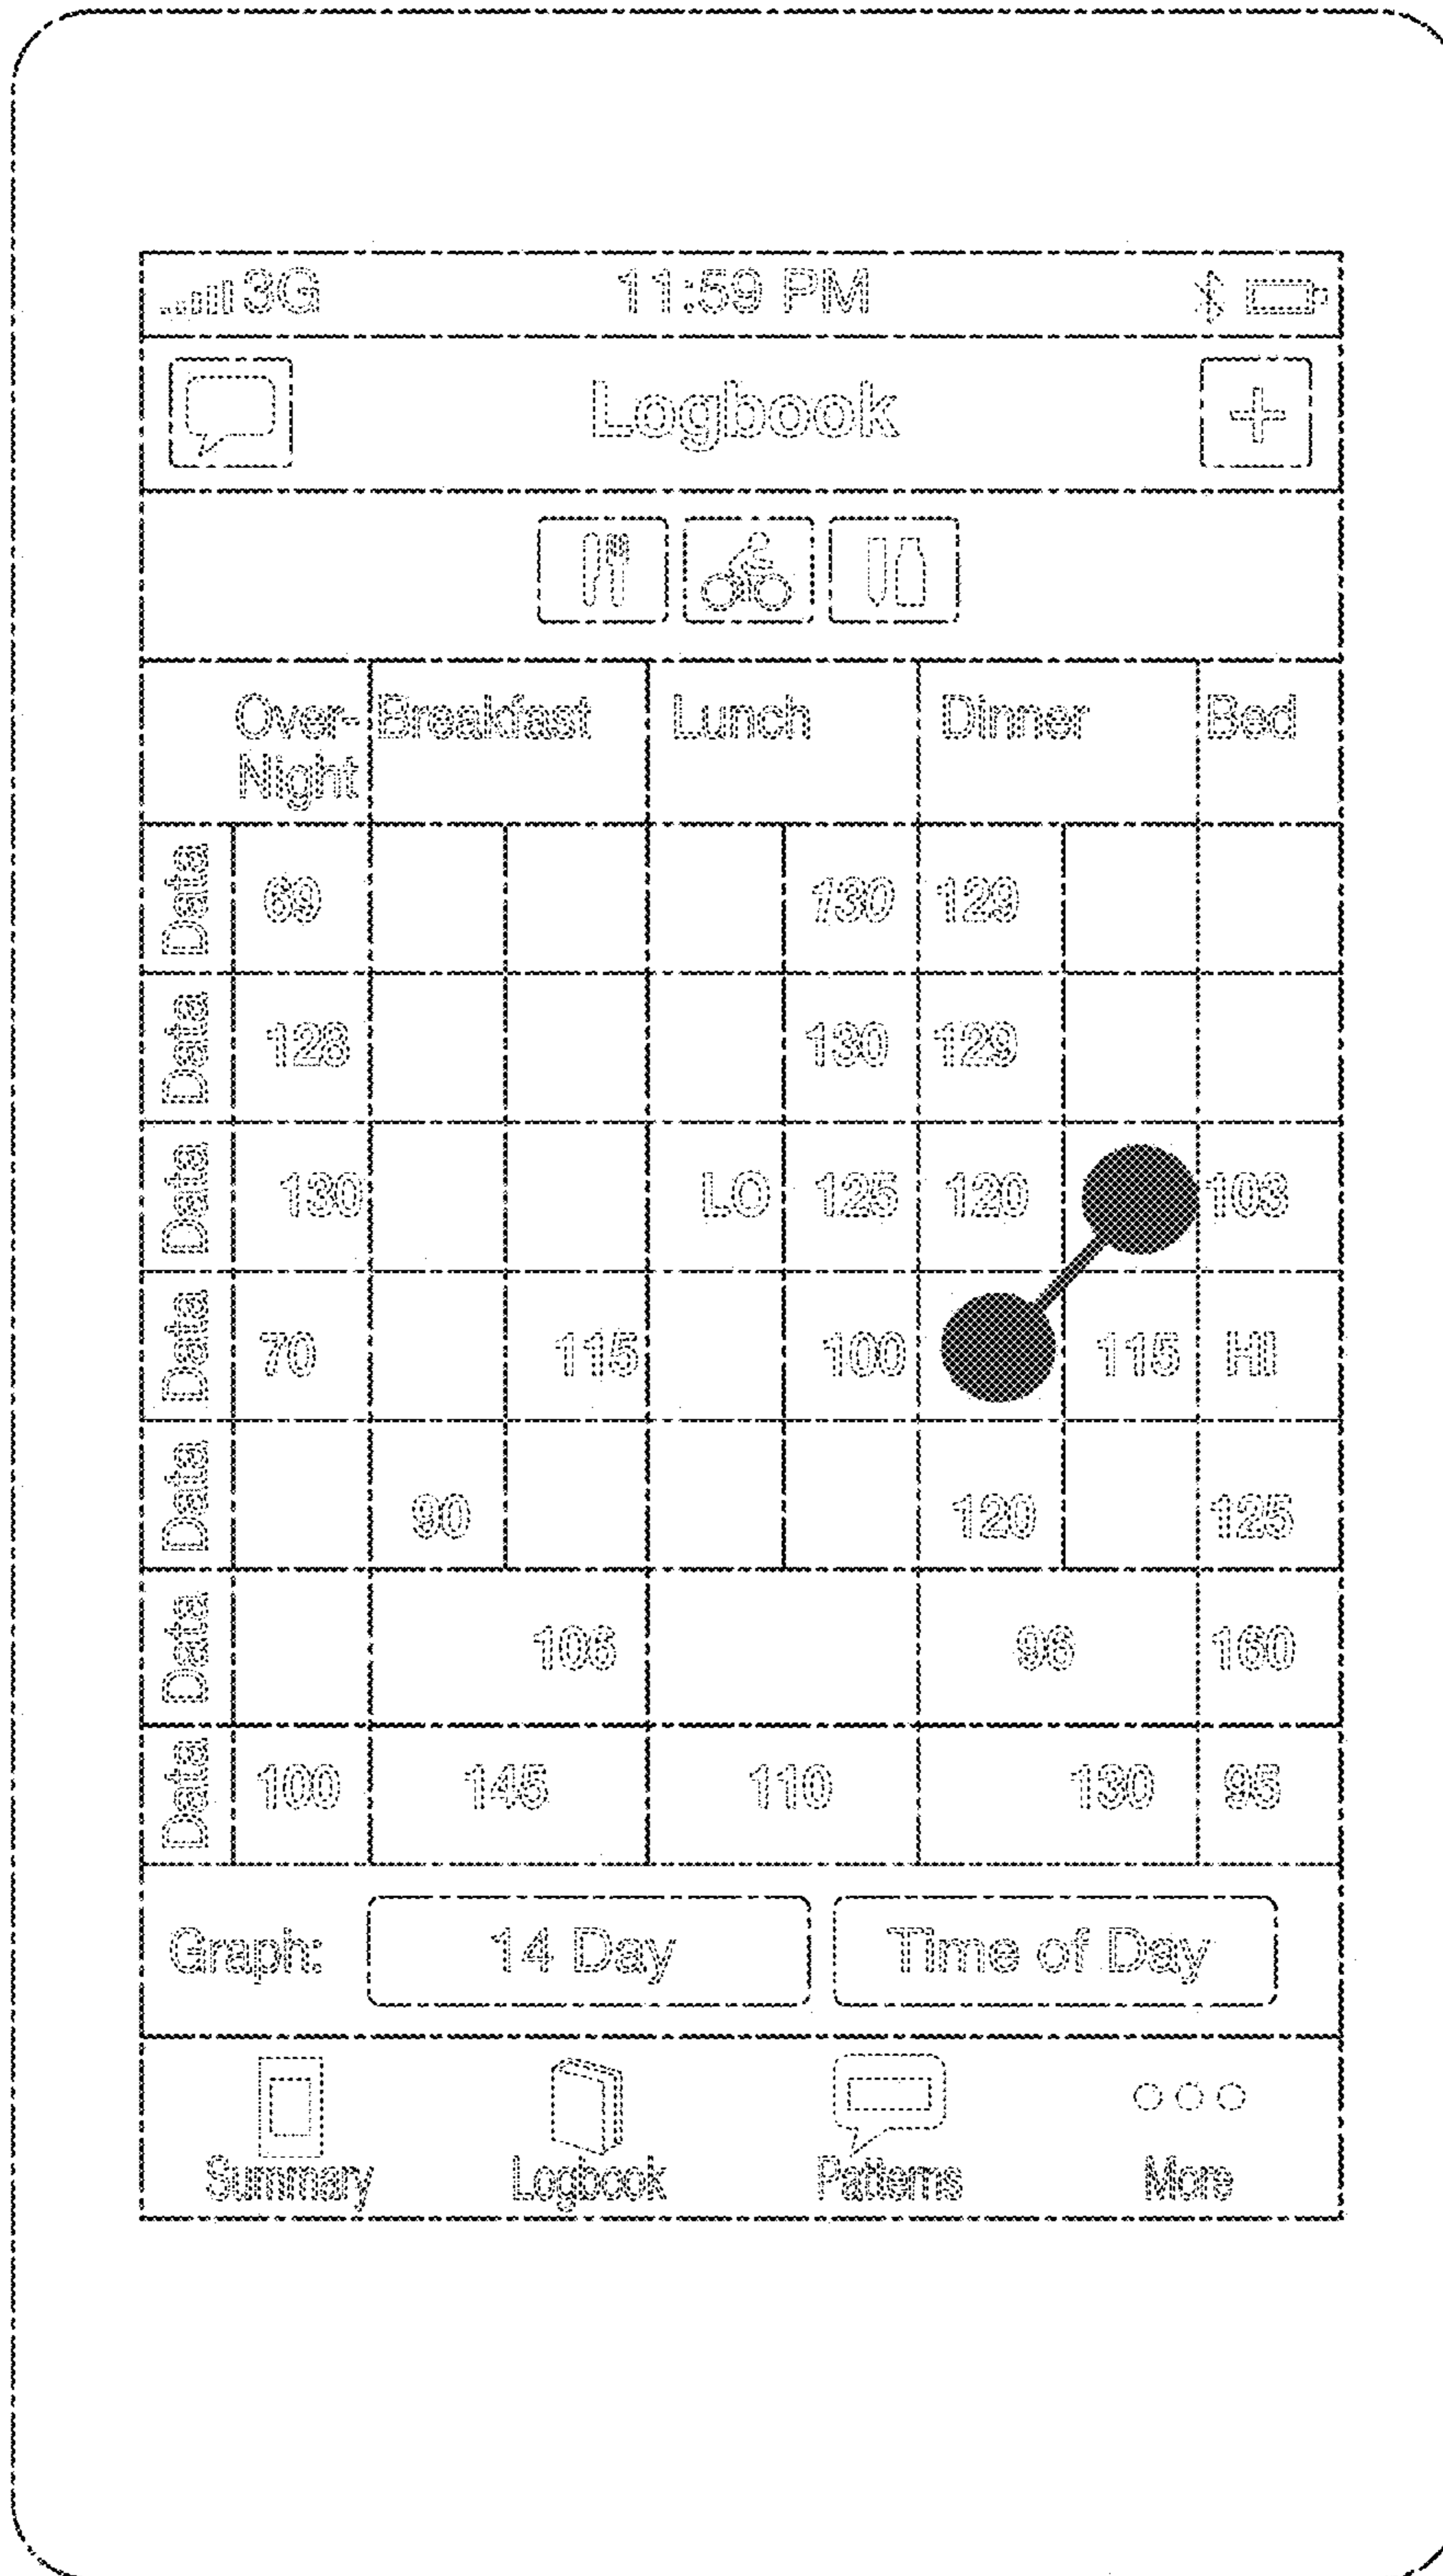 3G 11:59 PM
Logbook
+
Over- Breakfast Lunch Dinner Bed
Night
Data 69 130 129
Data 128 130 129
Data 130 LO 125 120 103
Data 70 115 100 115 HI
Data 90 120 125
Data 106 96 160
Data 100 145 110 130 95
Graph: 14 Day Time of Day
Summary Logbook Patterns More